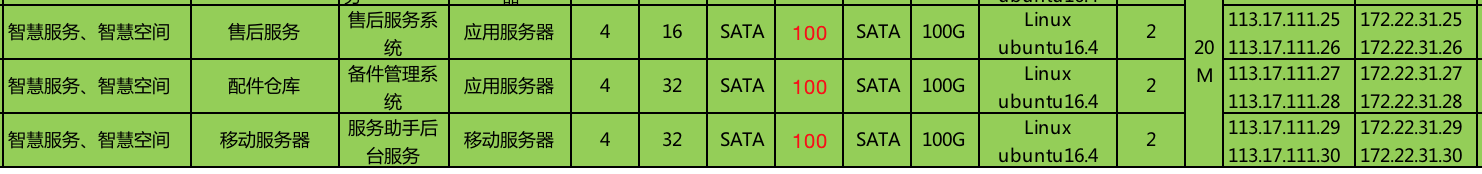 ubuntu16.4
智慧服务、智慧空间 售后服务 售后服务系统 应用服务器 4 16 SATA 100 SATA 100G Linux ubuntu16.4 2 20M 113.17.111.25 172.22.31.25
113.17.111.26 172.22.31.26
智慧服务、智慧空间 配件仓库 备件管理系统 应用服务器 4 32 SATA 100 SATA 100G Linux ubuntu16.4 2 113.17.111.27 172.22.31.27
113.17.111.28 172.22.31.28
智慧服务、智慧空间 移动服务器 服务助手后台服务 移动服务器 4 32 SATA 100 SATA 100G Linux ubuntu16.4 2 113.17.111.29 172.22.31.29
113.17.111.30 172.22.31.30